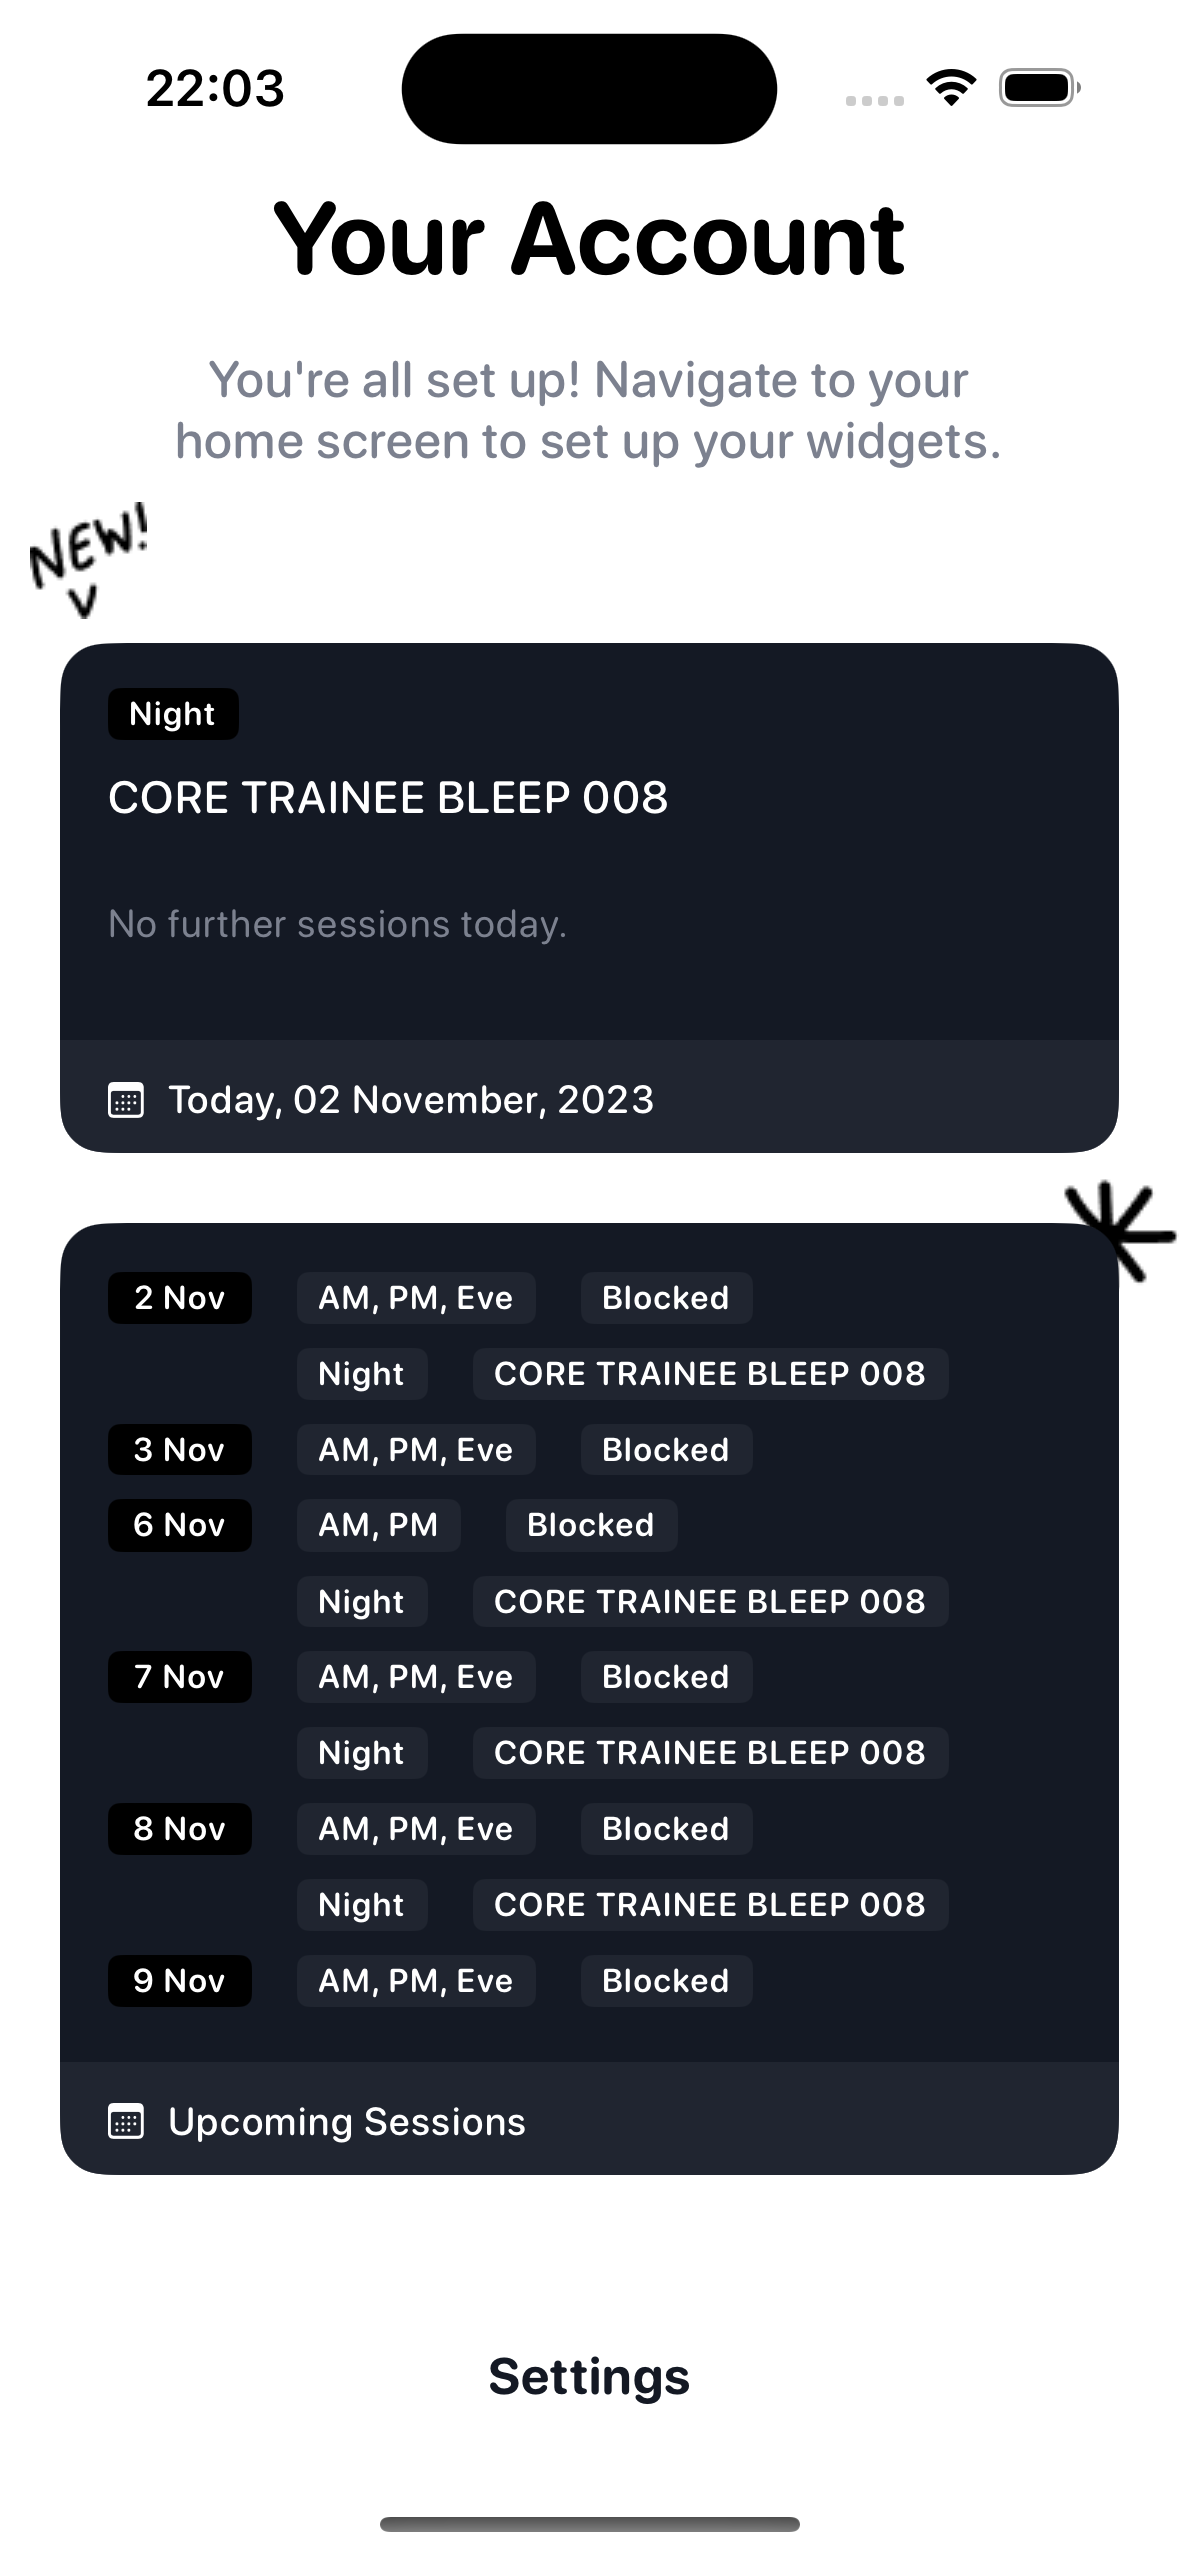 22:03
Your Account
You're all set up! Navigate to your
home screen to set up your widgets.
NEW!
Night
CORE TRAINEE BLEEP 008
No further sessions today.
Today, 02 November, 2023
2 Nov AM, PM, Eve Blocked
Night CORE TRAINEE BLEEP 008
3 Nov AM, PM, Eve Blocked
6 Nov AM, PM Blocked
Night CORE TRAINEE BLEEP 008
7 Nov AM, PM, Eve Blocked
Night CORE TRAINEE BLEEP 008
8 Nov AM, PM, Eve Blocked
Night CORE TRAINEE BLEEP 008
9 Nov AM, PM, Eve Blocked
Upcoming Sessions
Settings